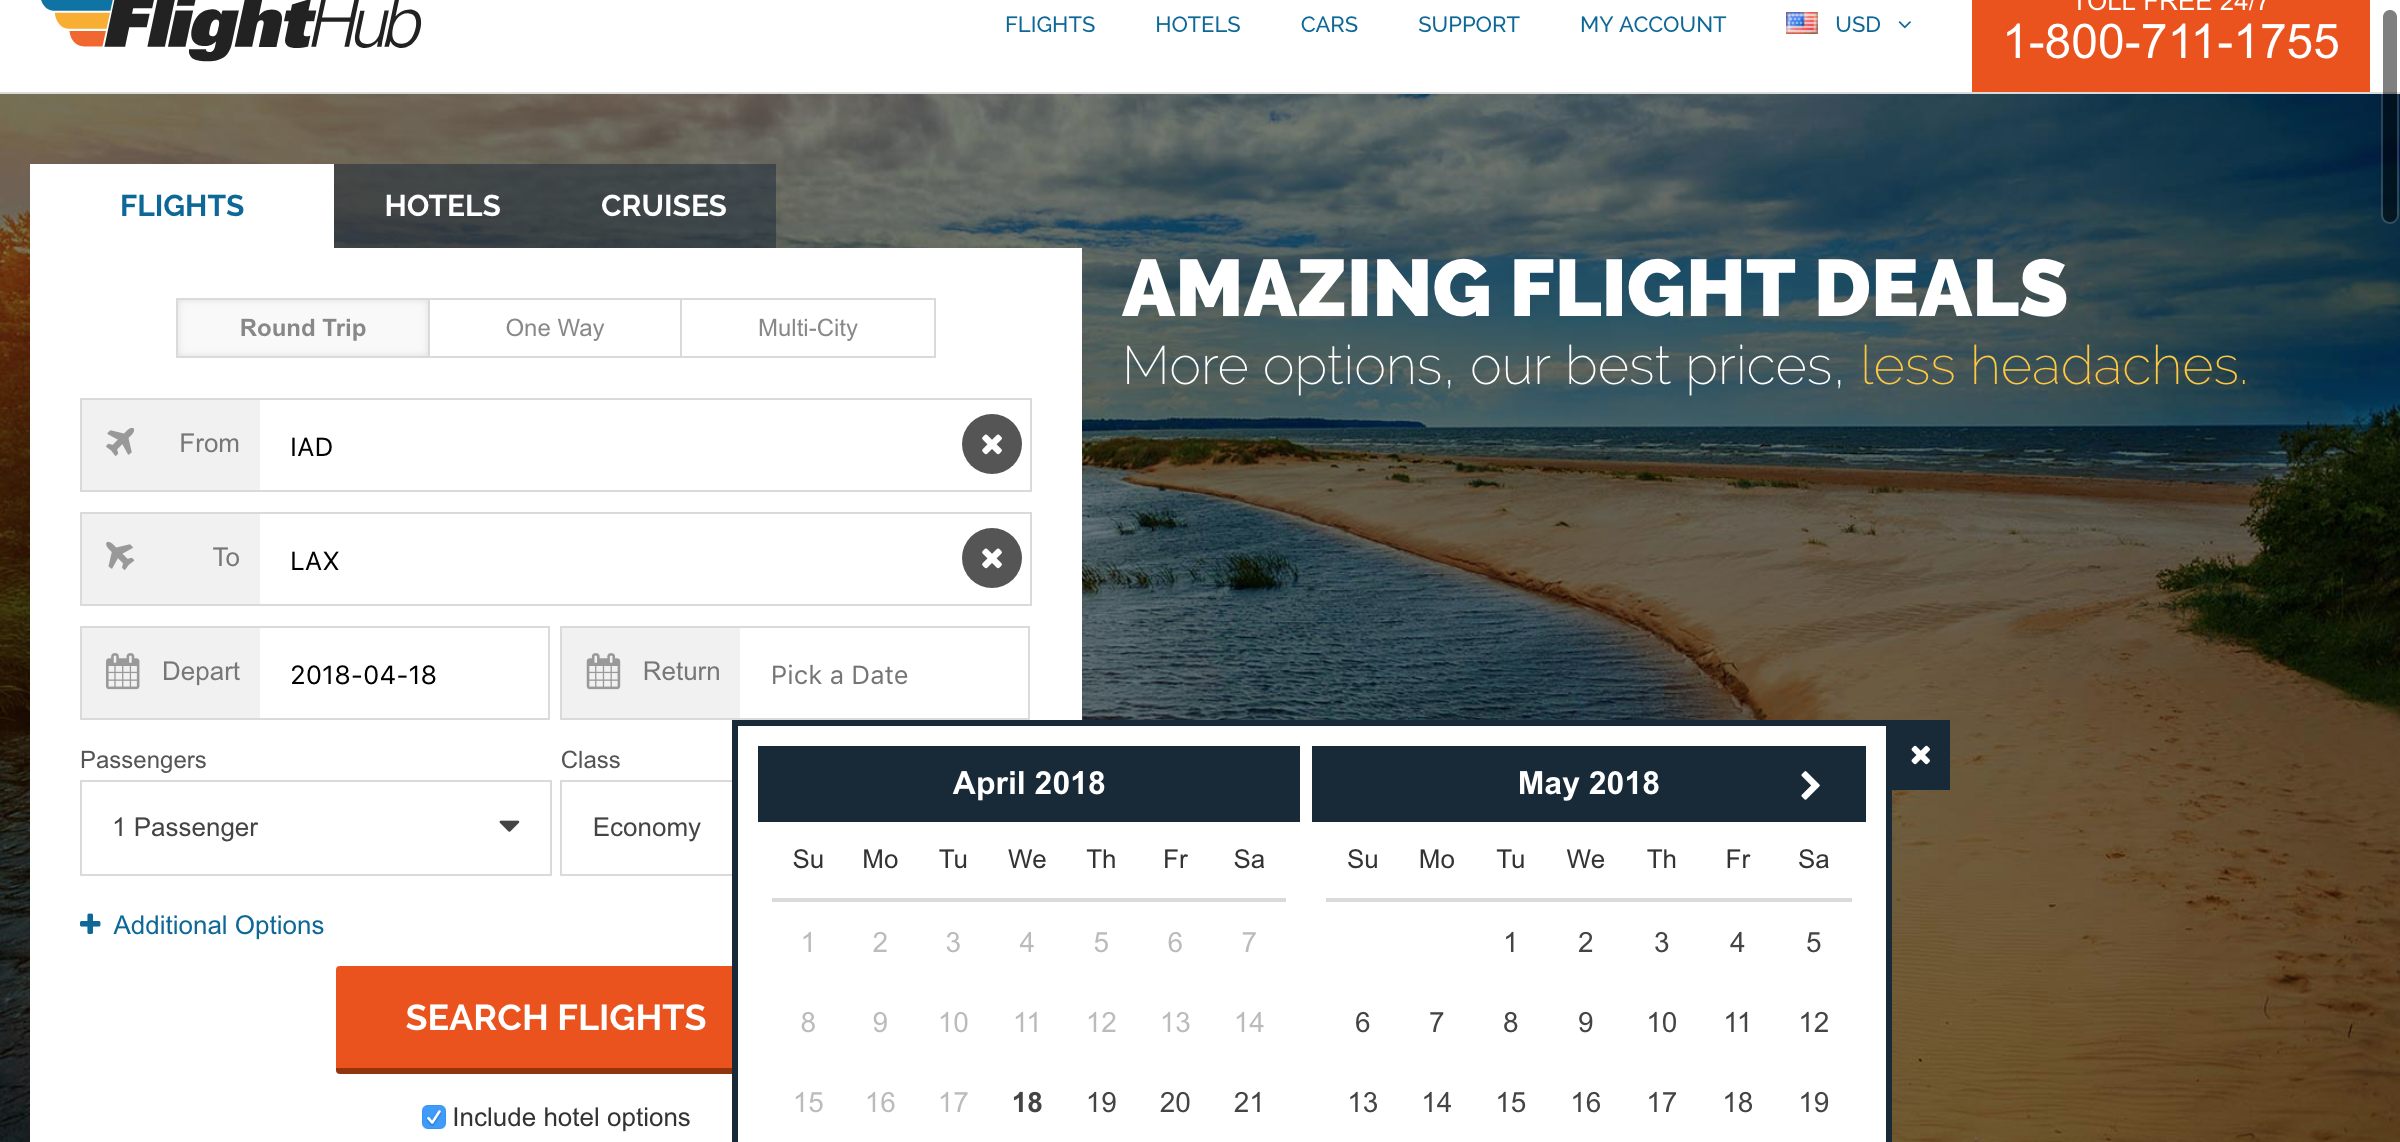 FlightHub
FLIGHTS HOTELS CARS SUPPORT MY ACCOUNT USD
TOLL FREE 24/7
1-800-711-1755
FLIGHTS HOTELS CRUISES
AMAZING FLIGHT DEALS
More options, our best prices, less headaches.
Round Trip One Way Multi-City
From IAD
To LAX
Depart 2018-04-18 Return Pick a Date
Passengers Class
1 Passenger Economy
Additional Options
SEARCH FLIGHTS
Include hotel options
April 2018
Su Mo Tu We Th Fr Sa
1 2 3 4 5 6 7
8 9 10 11 12 13 14
15 16 17 18 19 20 21
May 2018
Su Mo Tu We Th Fr Sa
1 2 3 4 5
6 7 8 9 10 11 12
13 14 15 16 17 18 19